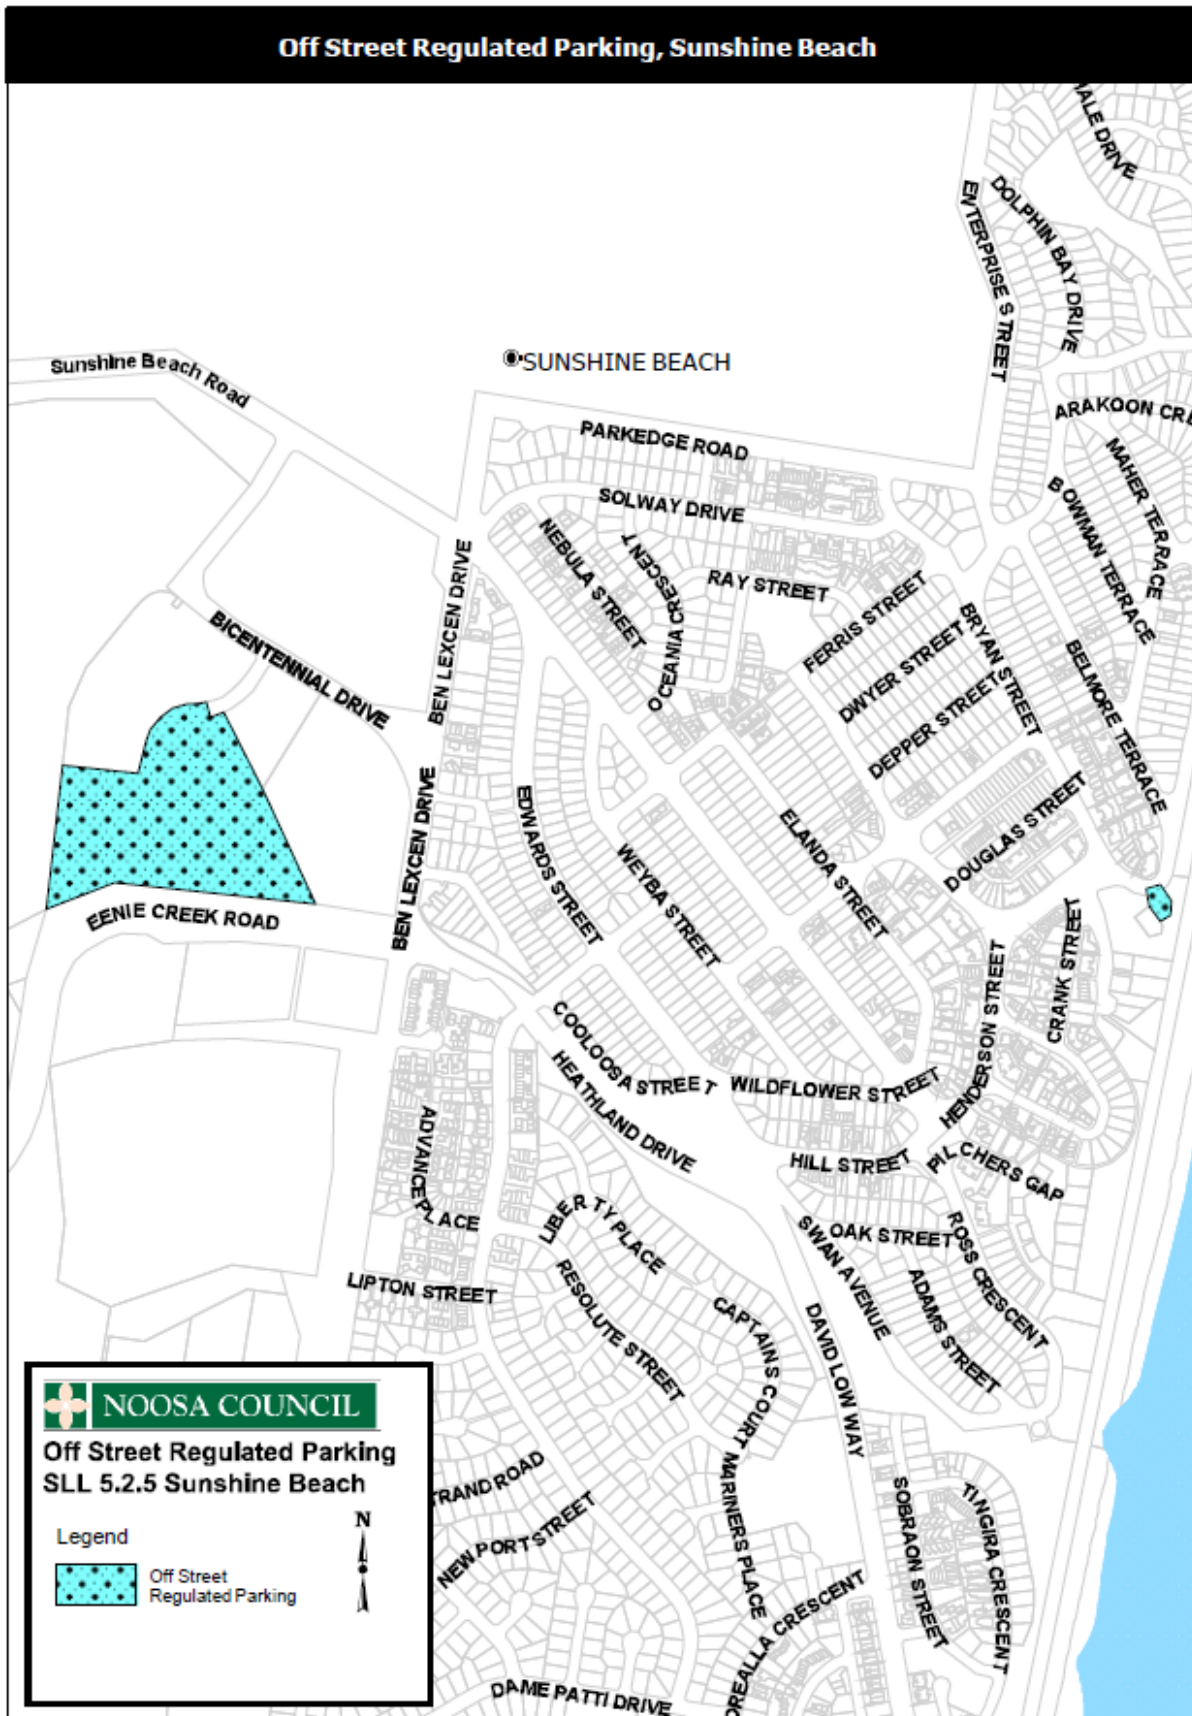 Off Street Regulated Parking, Sunshine Beach
DOLPHIN BAY DRIVE
ENTERPRISE STREET
Sunshine Beach Road
SUNSHINE BEACH
PARKEDGE ROAD
MAHER TERRACE
BOWMAN TERRACE
SOLWAY DRIVE
NEBULA STREET
OCEANIA CRESCENT
RAY STREET
FERRIS STREET
DWYER STREET
BRYAN STREET
DEPPER STREET
BELMORE TERRACE
BEN LEXCEN DRIVE
BICENTENNIAL DRIVE
BEN LEXCEN DRIVE
EDWARDS STREET
WEYBA STREET
ELANDA STREET
DOUGLAS STREET
EENIE CREEK ROAD
CRANK STREET
HENDERSON STREET
COOLOOSA STREET
WILDFLOWER STREET
HEATHLAND DRIVE
HILL STREET
PILCHERS GAP
ADVANCE PLACE
LIBERTY PLACE
OAK STREET
ROSS CRESCENT
SWAN AVENUE
ADAMS STREET
LIPTON STREET
RESOLUTE STREET
CAPTAINS COURT
DAVID LOW WAY
MARINERS PLACE
SOBRAON STREET
TINGIRA CRESCENT
TRAND ROAD
NEWPORT STREET
OREALLA CRESCENT
DAME PATTI DRIVE
ARAKOON CRE
ALE DRIVE
NOOSA COUNCIL
Off Street Regulated Parking
SLL 5.2.5 Sunshine Beach
Legend
N
Off Street
Regulated Parking